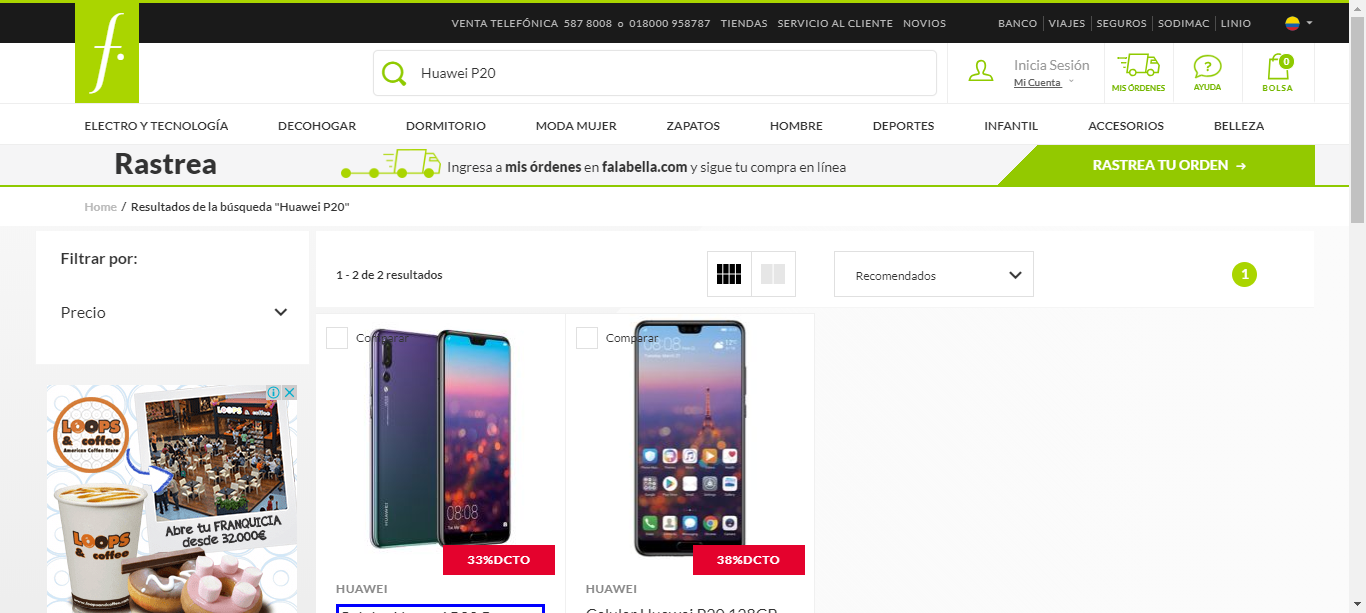 VENTA TELEFÓNICA 587 8008 o 018000 958787 TIENDAS SERVICIO AL CLIENTE NOVIOS BANCO VIAJES SEGUROS SODIMAC LINIO
f.
Huawei P20
Inicia Sesión
Mi Cuenta
MIS ÓRDENES
AYUDA
0
BOLSA
ELECTRO Y TECNOLOGÍA DECOHOGAR DORMITORIO MODA MUJER ZAPATOS HOMBRE DEPORTES INFANTIL ACCESORIOS BELLEZA
Rastrea Ingresa a mis órdenes en falabella.com y sigue tu compra en línea RASTREA TU ORDEN →
Home / Resultados de la búsqueda "Huawei P20"
Filtrar por:
Precio
1 - 2 de 2 resultados
Recomendados
1
Comparar
Comparar
08:08
08:08
33%DCTO
38%DCTO
HUAWEI
HUAWEI
Celular Huawei P20 128GB
LOOPS
& coffee
American Coffee Store
LOOPS & coffee
Abre tu FRANQUICIA
desde 32.000€
LOOPS
& coffee